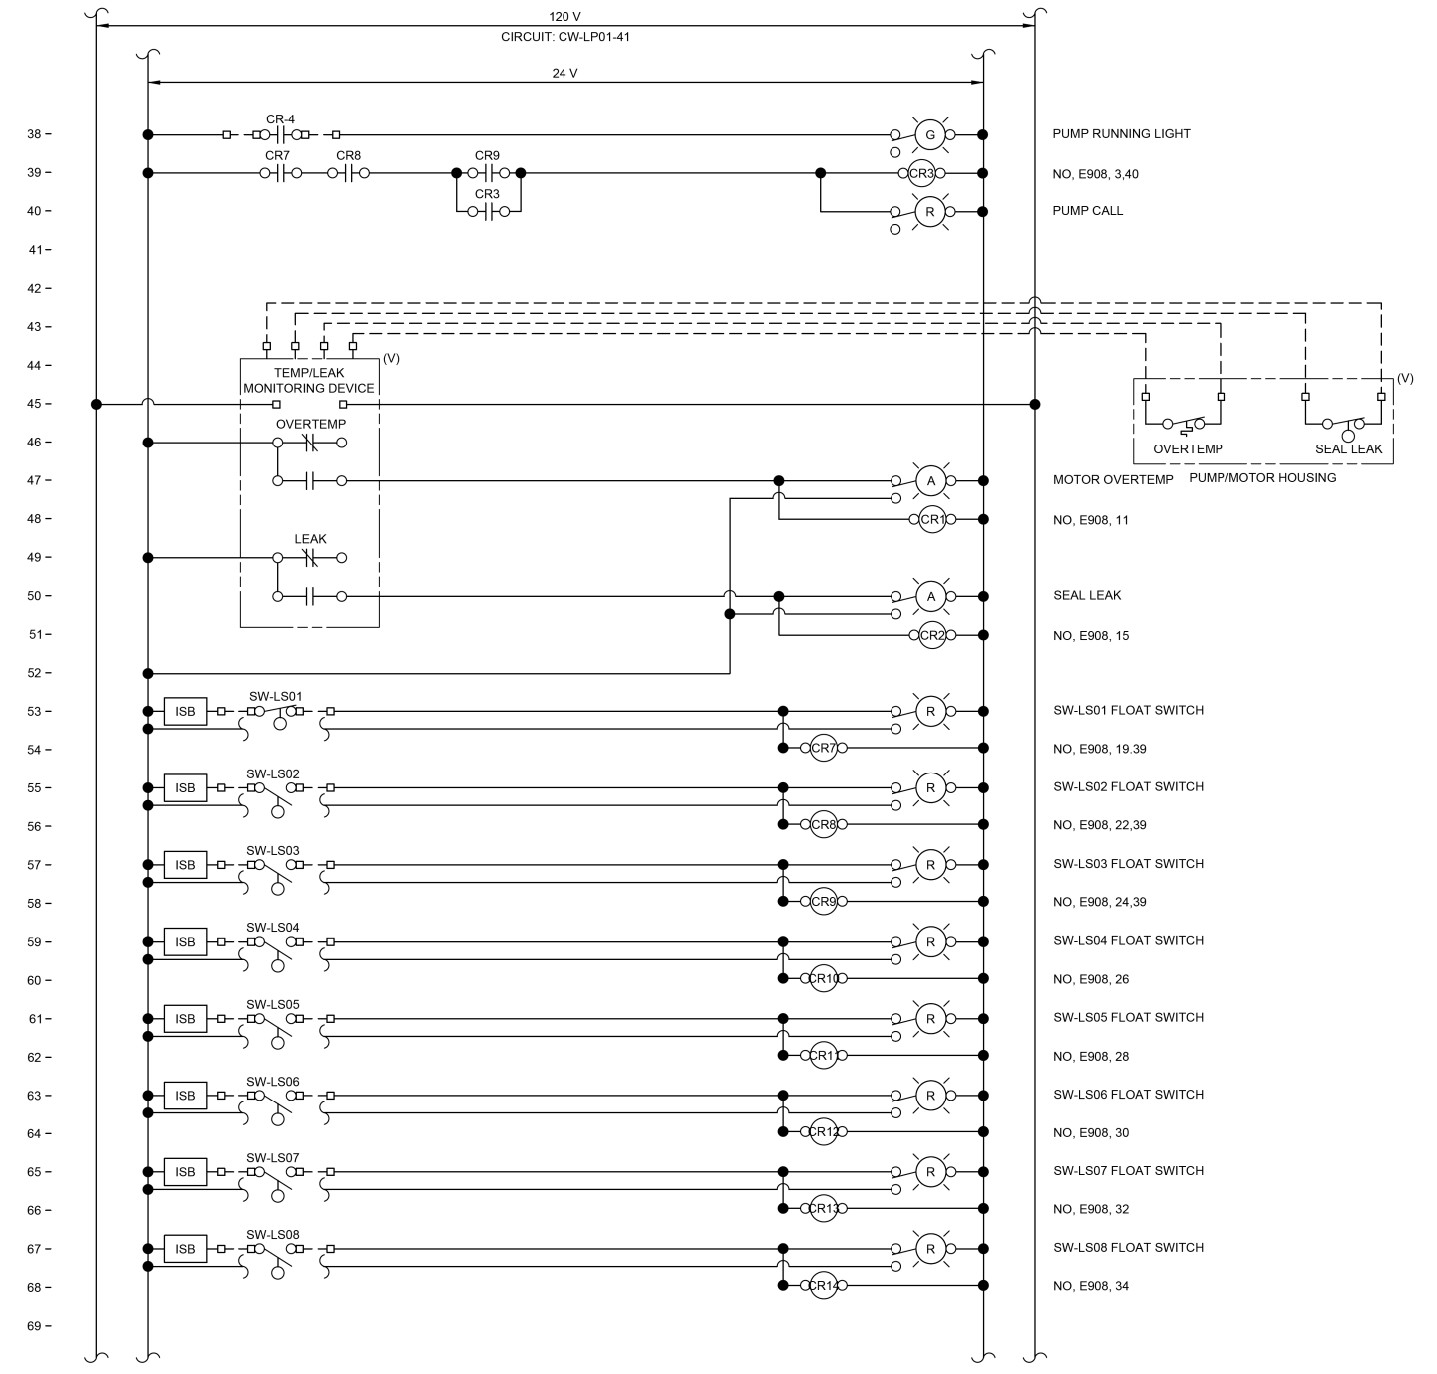 120 V
CIRCUIT: CW-LP01-41
24 V
38 CR-4 G PUMP RUNNING LIGHT
CR7 CR8 CR9
39 CR3 NO, E908, 3,40
CR3
40 R PUMP CALL
41
42
43
44 (V) (V)
TEMP/LEAK
MONITORING DEVICE
45
OVERTEMP
46 OVERTEMP SEAL LEAK
47 A MOTOR OVERTEMP PUMP/MOTOR HOUSING
48 CR1 NO, E908, 11
LEAK
49
50 A SEAL LEAK
51 CR2 NO, E908, 15
52
SW-LS01
53 ISB R SW-LS01 FLOAT SWITCH
54 CR7 NO, E908, 19.39
SW-LS02
55 ISB R SW-LS02 FLOAT SWITCH
56 CR8 NO, E908, 22,39
SW-LS03
57 ISB R SW-LS03 FLOAT SWITCH
58 CR9 NO, E908, 24,39
SW-LS04
59 ISB R SW-LS04 FLOAT SWITCH
60 CR10 NO, E908, 26
SW-LS05
61 ISB R SW-LS05 FLOAT SWITCH
62 CR11 NO, E908, 28
SW-LS06
63 ISB R SW-LS06 FLOAT SWITCH
64 CR12 NO, E908, 30
SW-LS07
65 ISB R SW-LS07 FLOAT SWITCH
66 CR13 NO, E908, 32
SW-LS08
67 ISB R SW-LS08 FLOAT SWITCH
68 CR14 NO, E908, 34
69